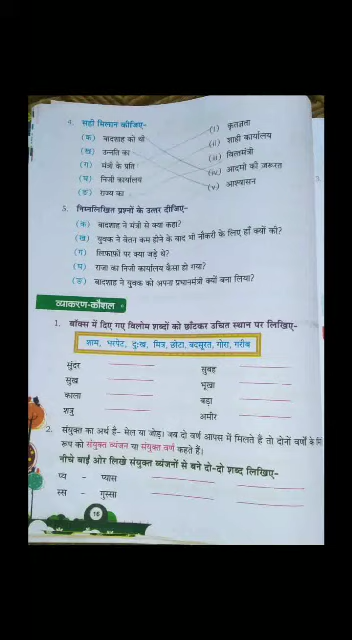 4. सही मिलान कीजिए-
(क) बादशाह को थी (i) कृतज्ञता
(ख) उन्नति का (ii) शाही कार्यालय
(ग) मंत्री के प्रति (iii) वित्तमंत्री
(घ) निजी कार्यालय (iv) आदमी की जरूरत
(ङ) राज्य का (v) आश्वासन
5. निम्नलिखित प्रश्नों के उत्तर दीजिए-
(क) बादशाह ने मंत्री से क्या कहा?
(ख) युवक ने वेतन कम होने के बाद भी नौकरी के लिए हाँ क्यों की?
(ग) लिफाफों पर क्या जड़े थे?
(घ) राजा का निजी कार्यालय कैसा हो गया?
(ङ) बादशाह ने युवक को अपना प्रधानमंत्री क्यों बना लिया?
व्याकरण-कौशल
1. बॉक्स में दिए गए विलोम शब्दों को छाँटकर उचित स्थान पर लिखिए-
शाम, भरपेट, दुःख, मित्र, छोटा, बदसूरत, गोरा, गरीब
सुंदर सुबह
सुख भूखा
काला बड़ा
शत्रु अमीर
2. संयुक्त का अर्थ है- मेल या जोड़। जब दो वर्ण आपस में मिलते हैं तो दोनों वर्णों के
रूप को संयुक्त व्यंजन या संयुक्त वर्ण कहते हैं।
नीचे बाईं ओर लिखे संयुक्त व्यंजनों से बने दो-दो शब्द लिखिए-
प्य - प्यास
स्स - गुस्सा
16